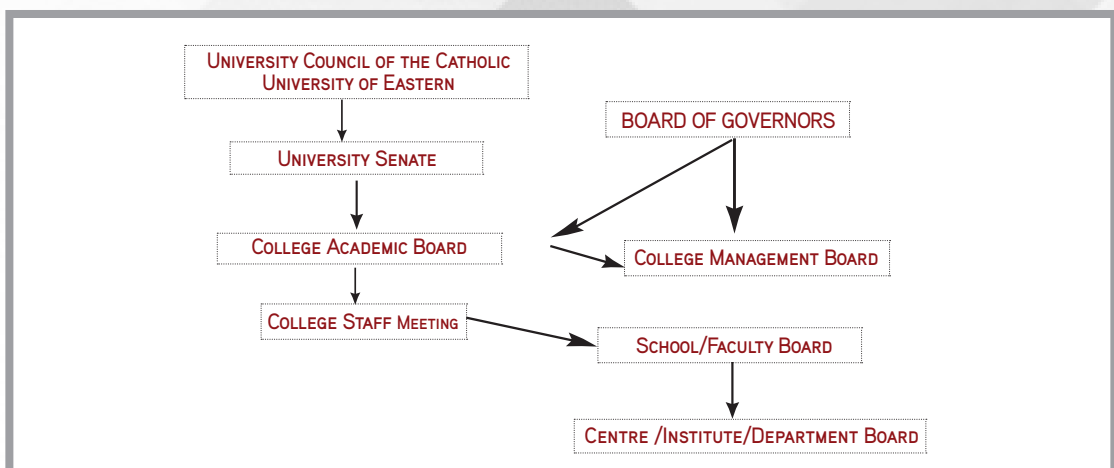 University Council of the Catholic
University of Eastern
BOARD OF GOVERNORS
University Senate
College Academic Board
College Management Board
College Staff Meeting
School/Faculty Board
Centre /Institute/Department Board